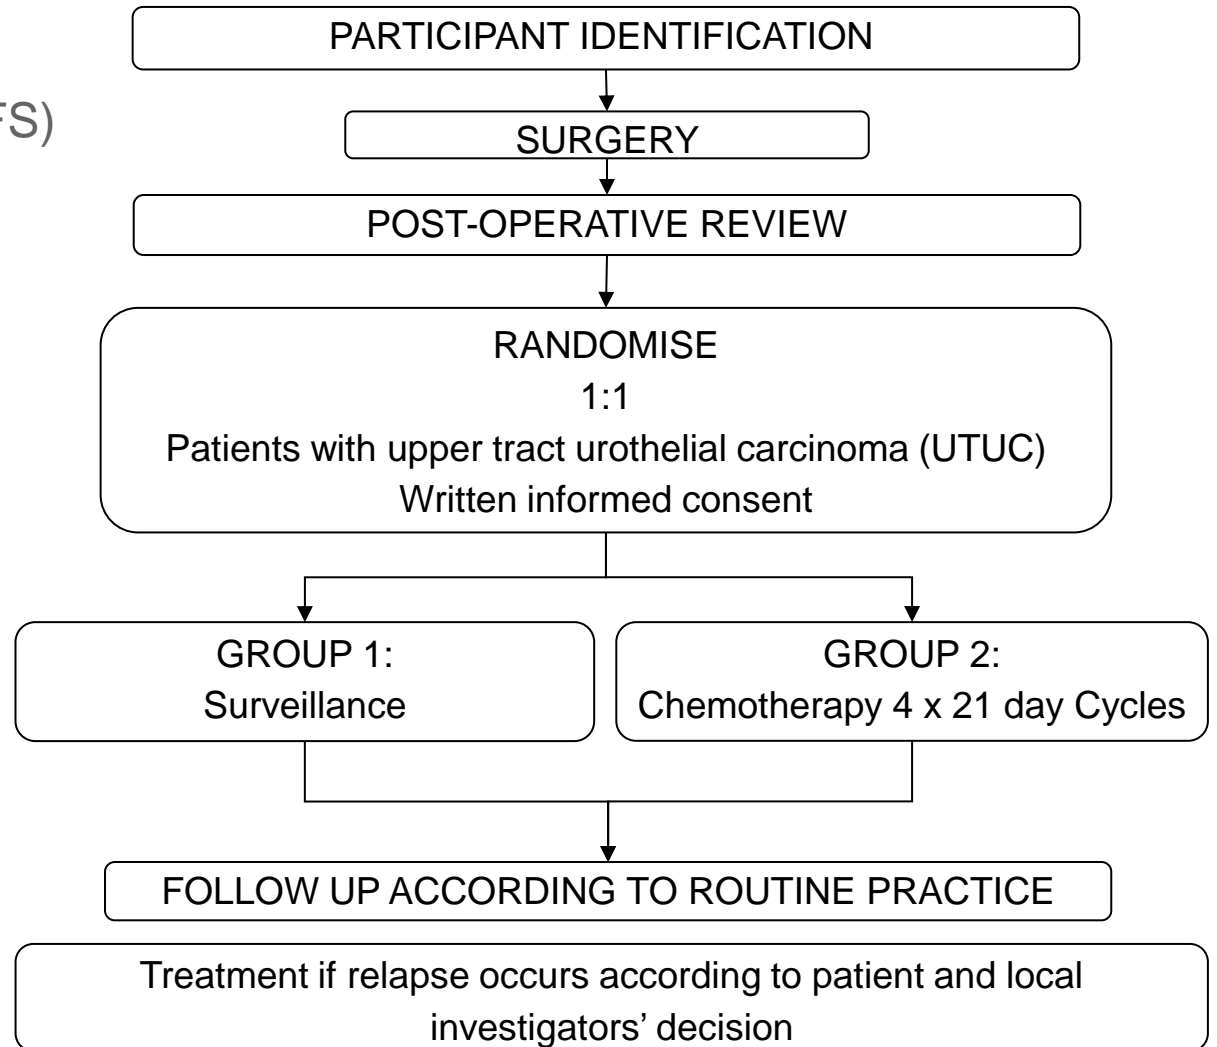 PARTICIPANT IDENTIFICATION
FS)
SURGERY
POST-OPERATIVE REVIEW
RANDOMISE
1:1
Patients with upper tract urothelial carcinoma (UTUC)
Written informed consent
GROUP 1:
Surveillance
GROUP 2:
Chemotherapy 4 x 21 day Cycles
FOLLOW UP ACCORDING TO ROUTINE PRACTICE
Treatment if relapse occurs according to patient and local
investigators’ decision